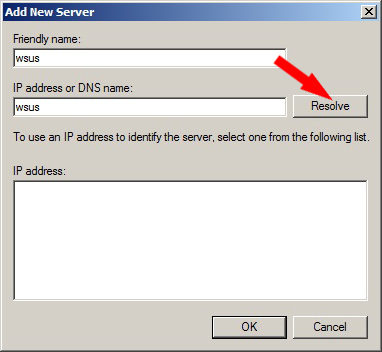 Add New Server
Friendly name:
wsus
IP address or DNS name:
wsus
Resolve
To use an IP address to identify the server, select one from the following list.
IP address:
OK
Cancel